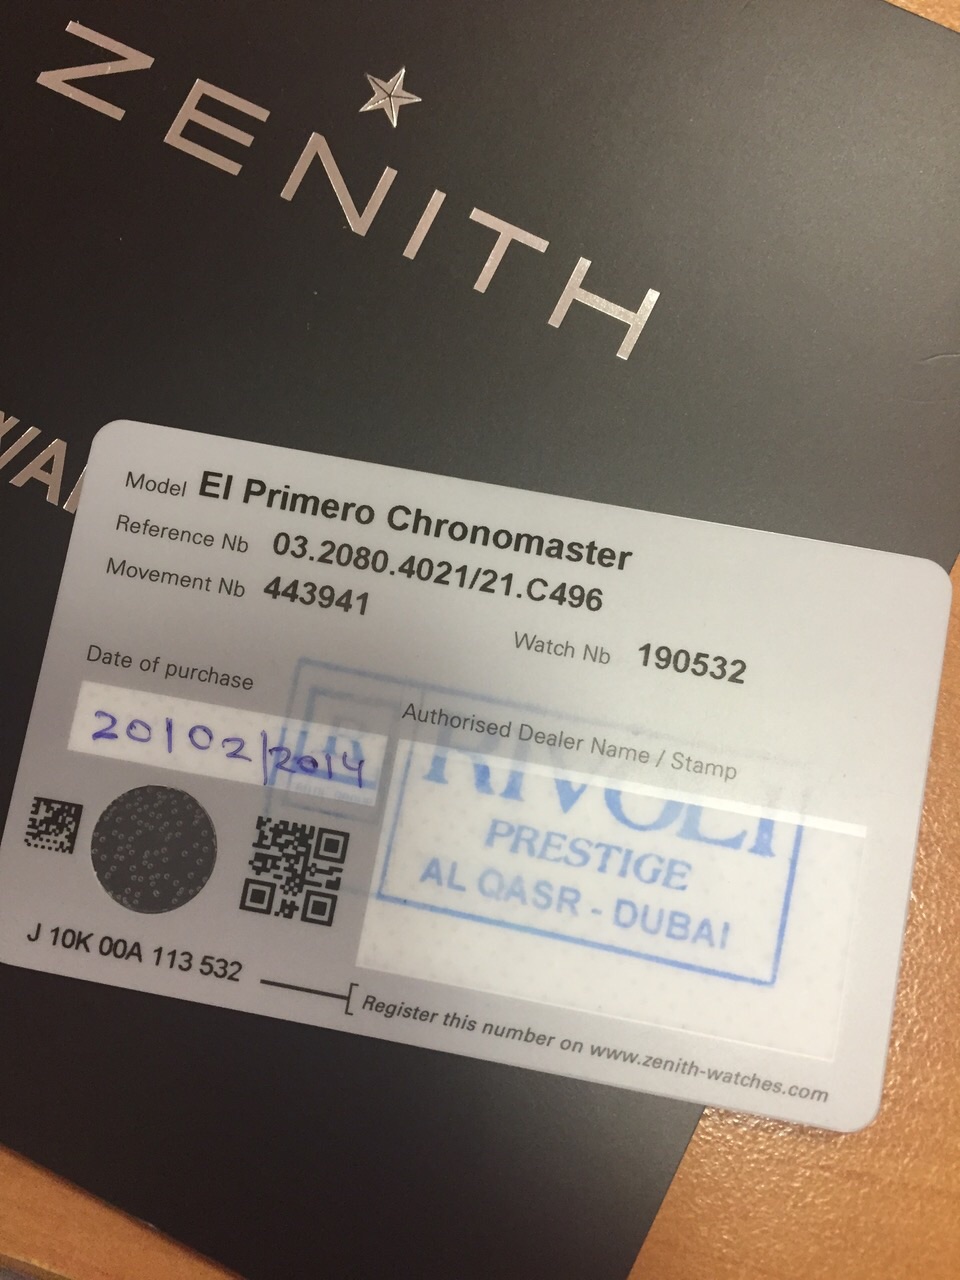 ZENITH
Model El Primero Chronomaster
Reference Nb 03.2080.4021/21.C496
Movement Nb 443941
Watch Nb 190532
Date of purchase
20/02/2014
Authorised Dealer Name / Stamp
RIVOLI
PRESTIGE
AL QASR - DUBAI
J 10K 00A 113 532
Register this number on www.zenith-watches.com